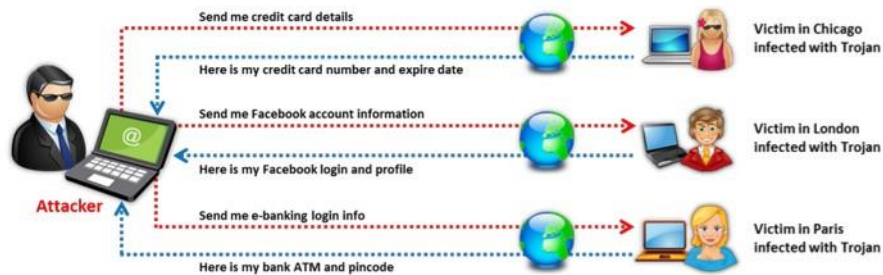 Send me credit card details
Victim in Chicago
infected with Trojan
Here is my credit card number and expire date
Send me Facebook account information
@
Victim in London
infected with Trojan
Here is my Facebook login and profile
Attacker
Send me e-banking login info
Victim in Paris
infected with Trojan
Here is my bank ATM and pincode